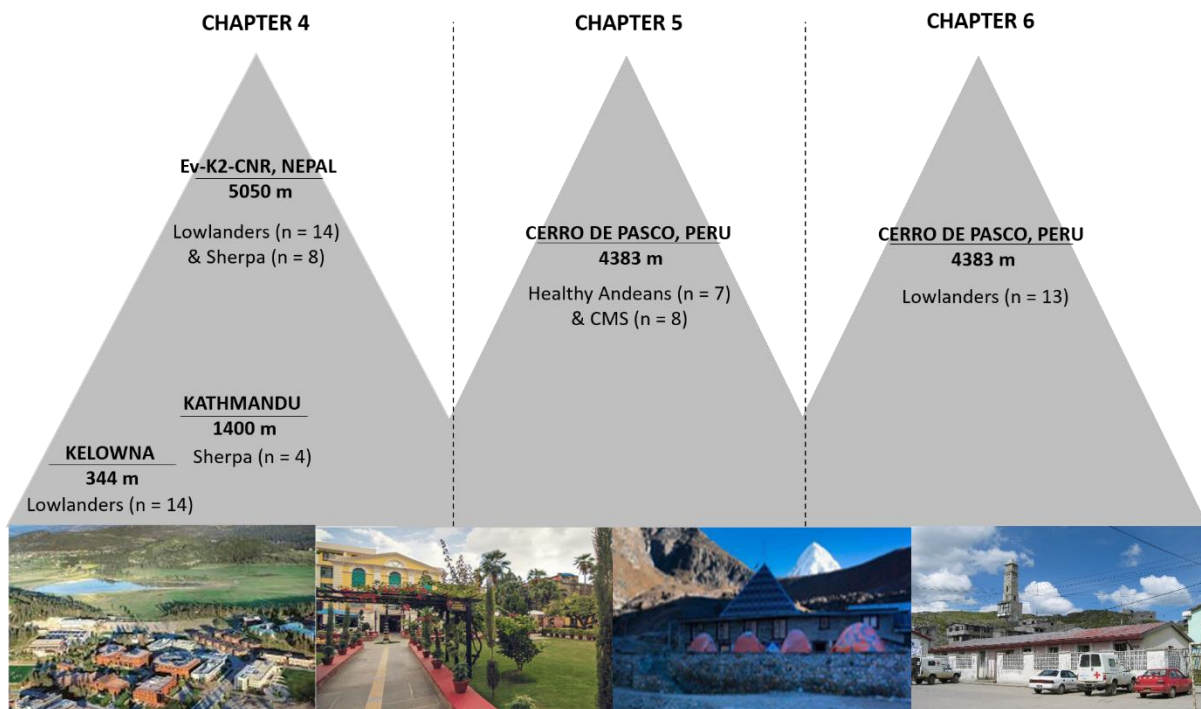 CHAPTER 4
Ev-K2-CNR, NEPAL
5050 m
Lowlanders (n = 14)
& Sherpa (n = 8)
KATHMANDU
1400 m
Sherpa (n = 4)
KELOWNA
344 m
Lowlanders (n = 14)
CHAPTER 5
CERRO DE PASCO, PERU
4383 m
Healthy Andeans (n = 7)
& CMS (n = 8)
CHAPTER 6
CERRO DE PASCO, PERU
4383 m
Lowlanders (n = 13)